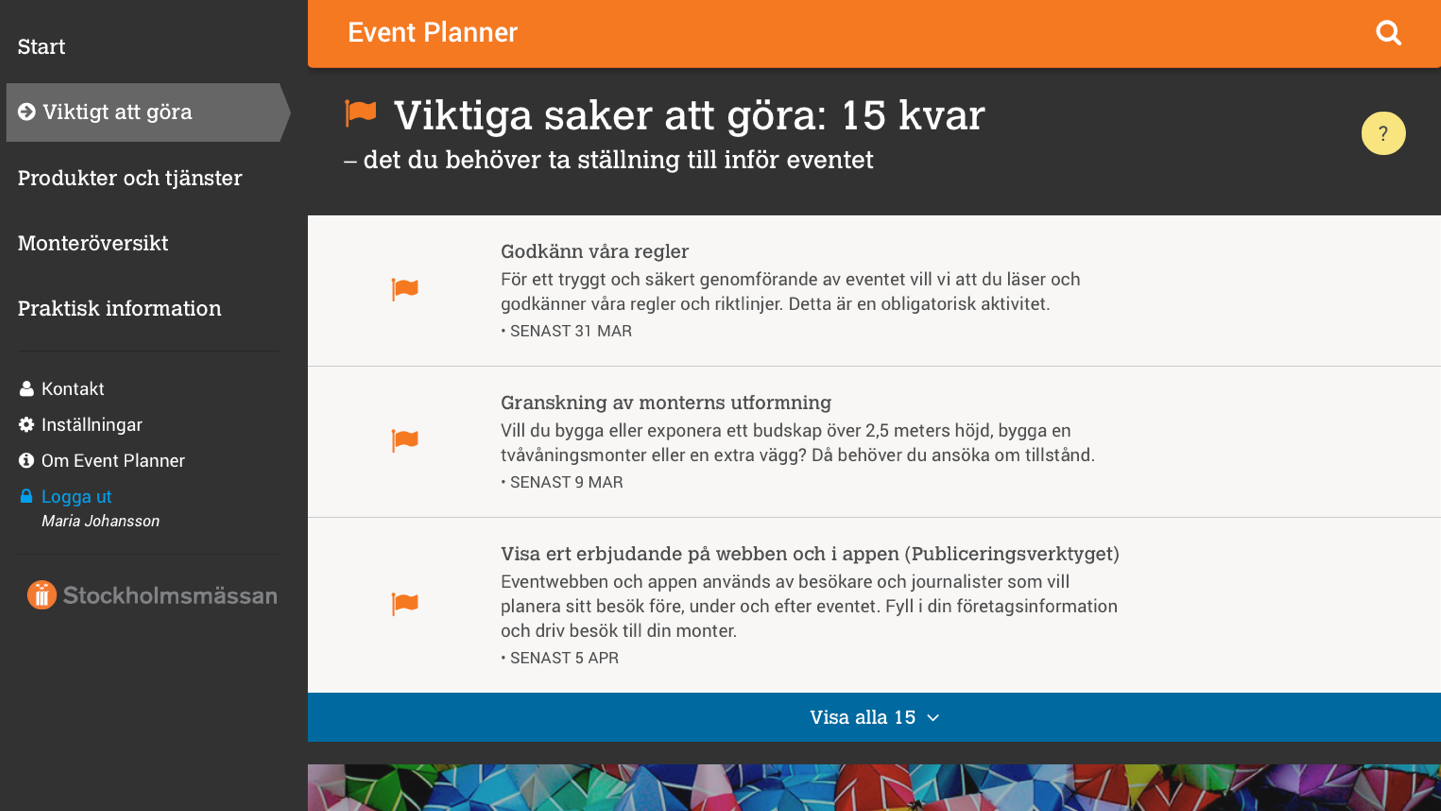 Start
Viktigt att göra
Produkter och tjänster
Monteröversikt
Praktisk information
Kontakt
Inställningar
Om Event Planner
Logga ut
Maria Johansson
Stockholmsmässan
Event Planner
Viktiga saker att göra: 15 kvar
– det du behöver ta ställning till inför eventet
?
Godkänn våra regler
För ett tryggt och säkert genomförande av eventet vill vi att du läser och
godkänner våra regler och riktlinjer. Detta är en obligatorisk aktivitet.
• SENAST 31 MAR
Granskning av monterns utformning
Vill du bygga eller exponera ett budskap över 2,5 meters höjd, bygga en
tvåvåningsmonter eller en extra vägg? Då behöver du ansöka om tillstånd.
• SENAST 9 MAR
Visa ert erbjudande på webben och i appen (Publiceringsverktyget)
Eventwebben och appen används av besökare och journalister som vill
planera sitt besök före, under och efter eventet. Fyll i din företagsinformation
och driv besök till din monter.
• SENAST 5 APR
Visa alla 15